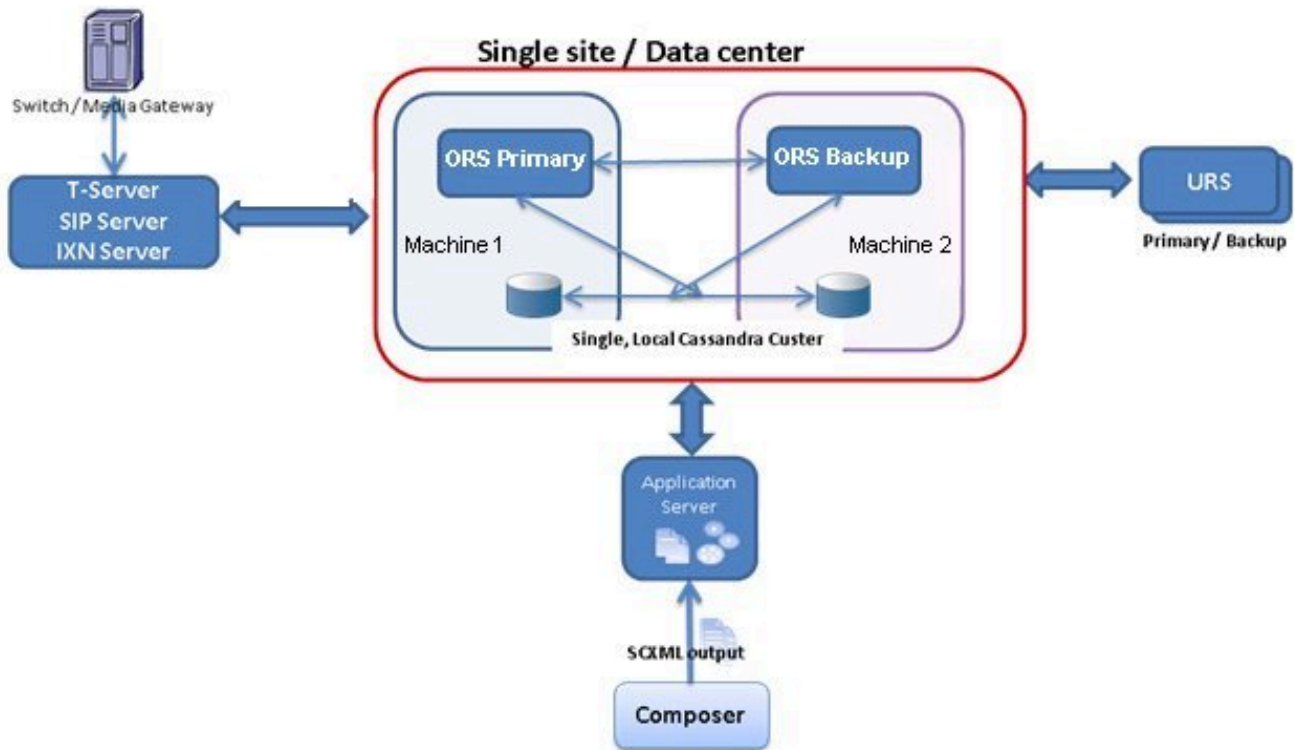 Single site / Data center
Switch / Media Gateway
ORS Primary
ORS Backup
T-Server
SIP Server
IXN Server
URS
Primary / Backup
Machine 1
Machine 2
Single, Local Cassandra Custer
Application
Server
SCXML output
Composer